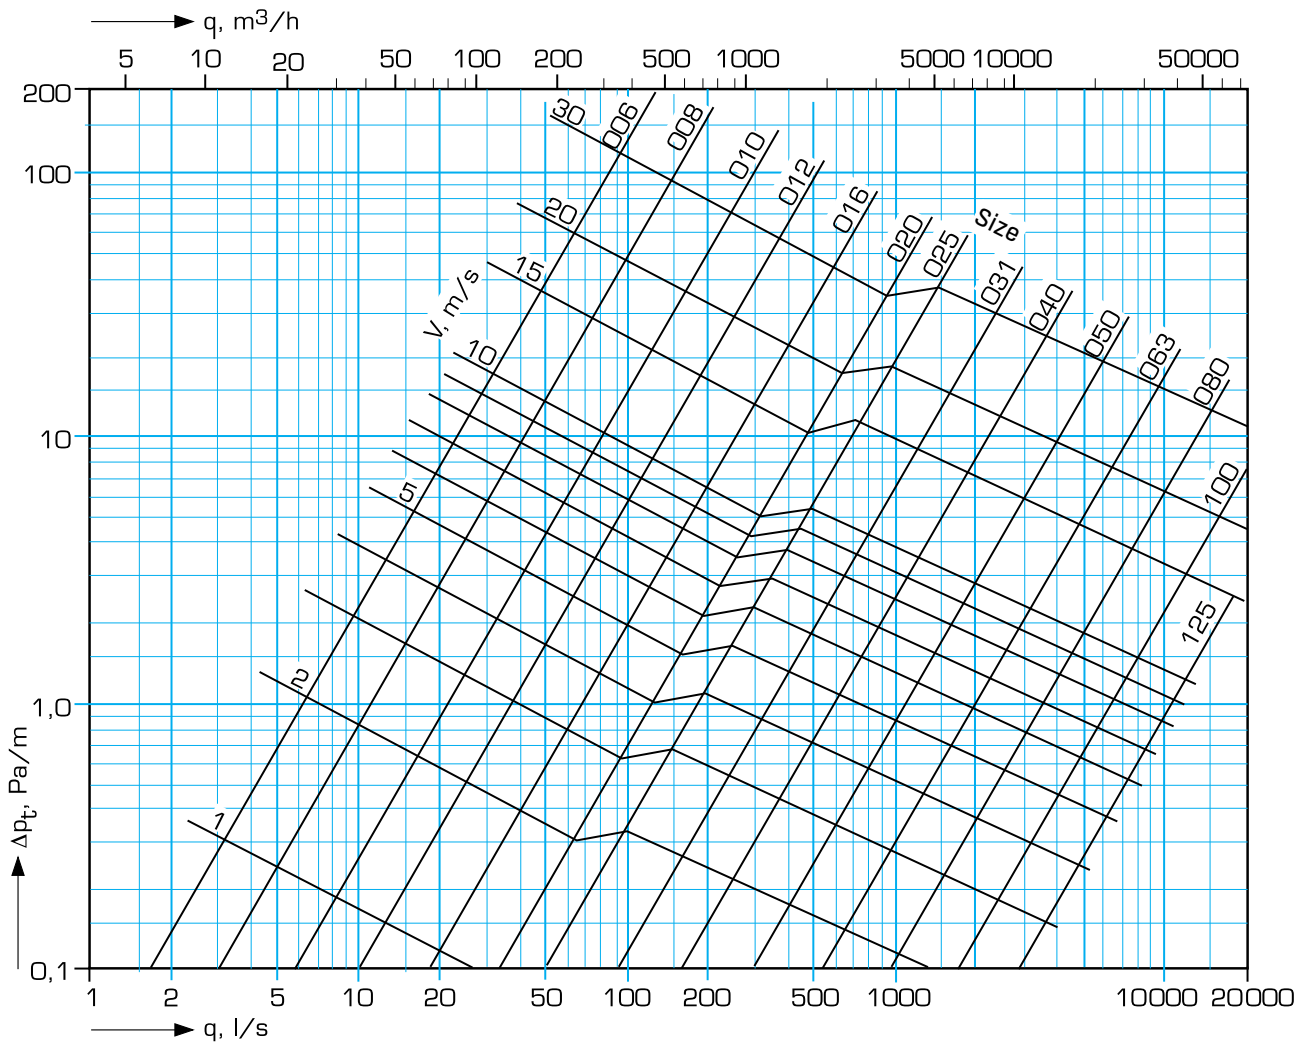 q, m3/h
5 10 20 50 100 200 500 1000 5000 10000 50000
200
30 006 008 010 012 016 020 025 Size
031 040 050 063 080 100 125
100
20
15
V, m/s
10
10
5
2
1,0
1
Δpt, Pa/m
0,1
1 2 5 10 20 50 100 200 500 1000 10000 20000
q, l/s